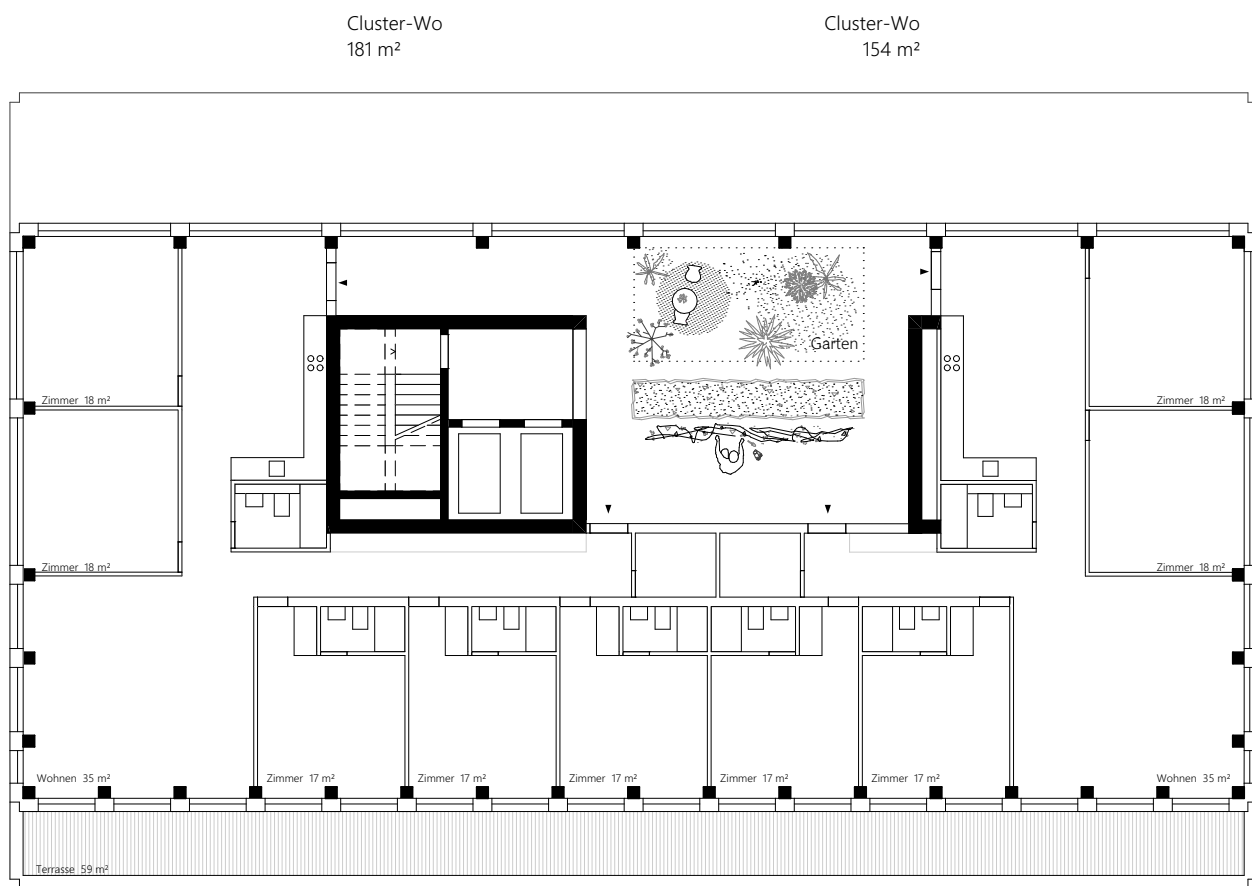 Cluster-Wo
181 m²
Cluster-Wo
154 m²
Garten
Zimmer 18 m²
Zimmer 18 m²
Zimmer 18 m²
Zimmer 18 m²
Wohnen 35 m²
Zimmer 17 m²
Zimmer 17 m²
Zimmer 17 m²
Zimmer 17 m²
Zimmer 17 m²
Wohnen 35 m²
Terrasse 59 m²